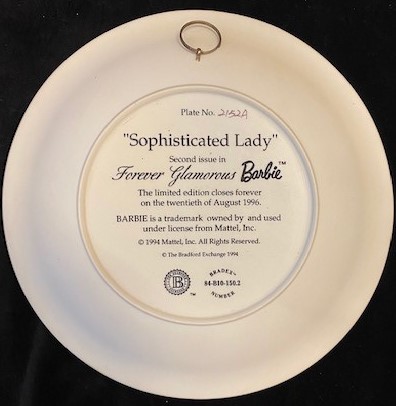 Plate No. 2152A
"Sophisticated Lady"
Second issue in
Forever Glamorous Barbie™
The limited edition closes forever
on the twentieth of August 1996.
BARBIE is a trademark owned by and used
under license from Mattel, Inc.
© 1994 Mattel, Inc. All Rights Reserved.
© The Bradford Exchange 1994
B ™
BRADEX™
84-B10-150.2
NUMBER